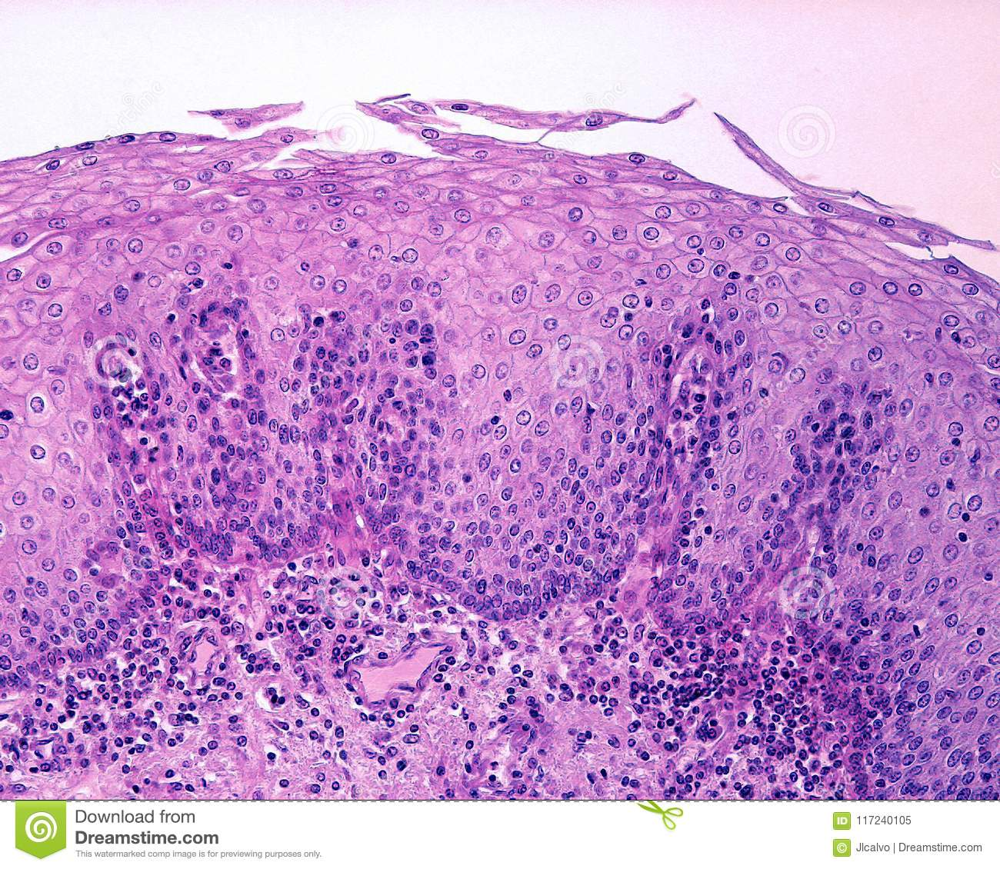 Download from
Dreamstime.com
This watermarked comp image is for previewing purposes only.
ID 117240105
© Jlcalvo | Dreamstime.com